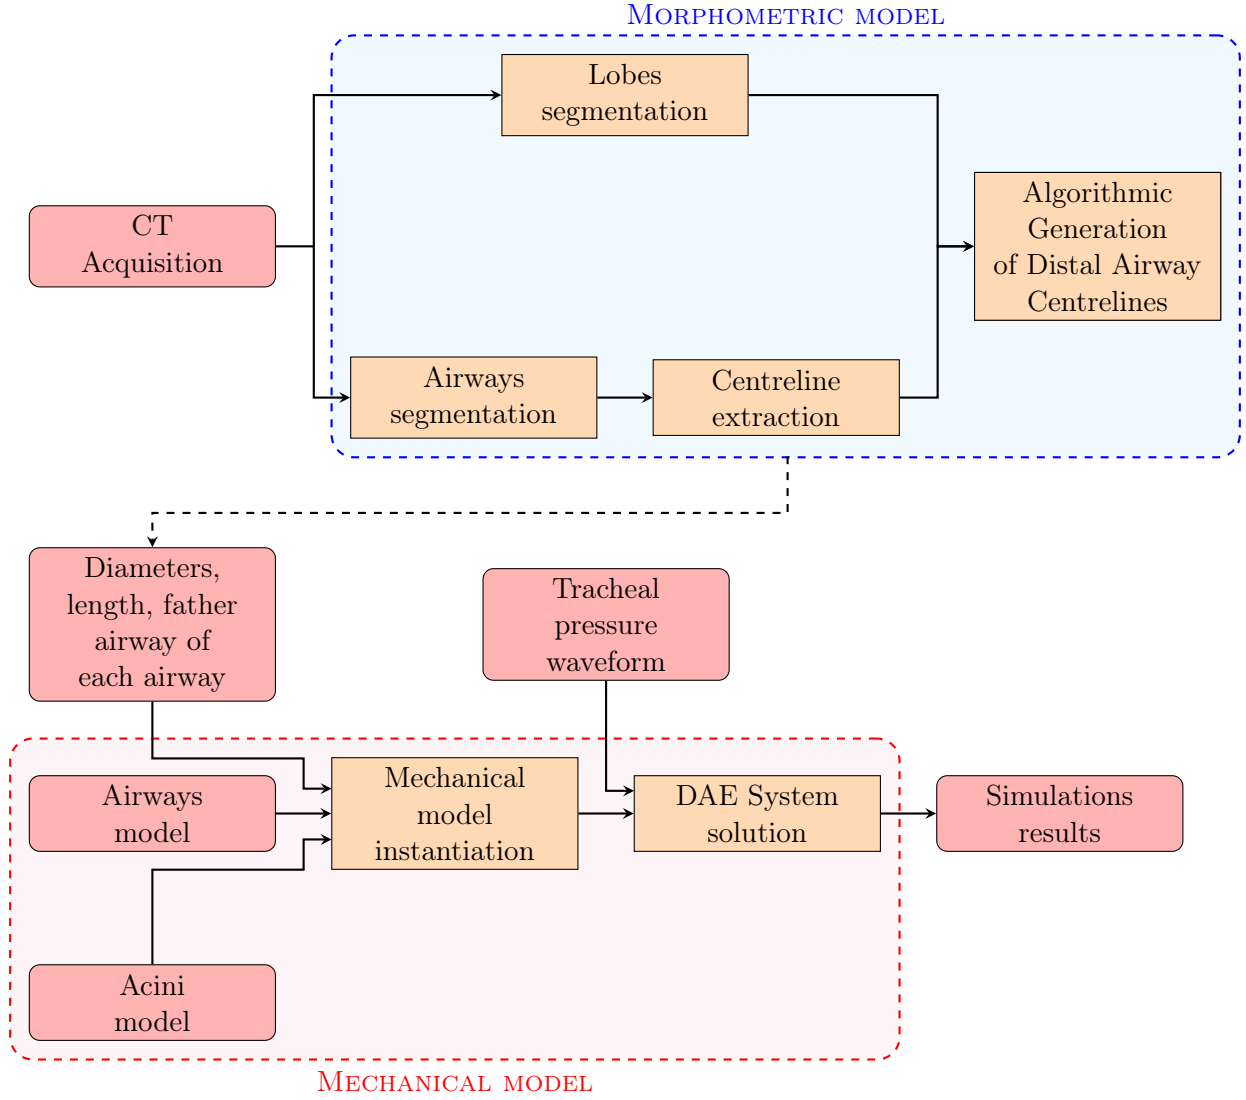 MORPHOMETRIC MODEL
Lobes
segmentation
CT
Acquisition
Algorithmic
Generation
of Distal Airway
Centrelines
Airways
segmentation
Centreline
extraction
Diameters,
length, father
airway of
each airway
Tracheal
pressure
waveform
Airways
model
Mechanical
model
instantiation
DAE System
solution
Simulations
results
Acini
model
MECHANICAL MODEL